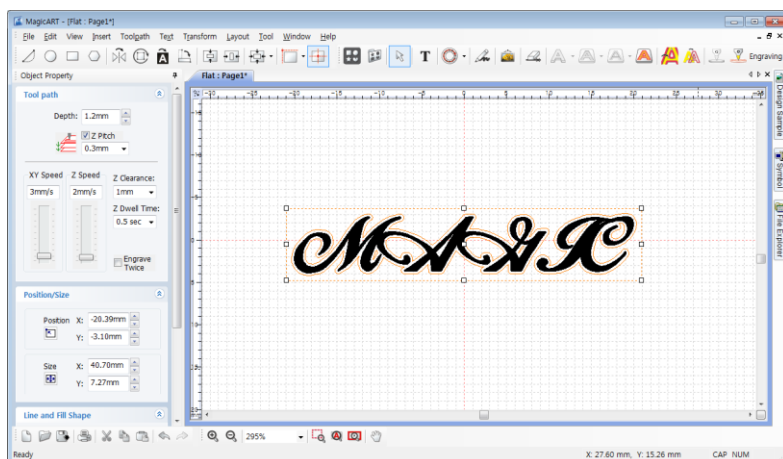 MagicART - [Flat : Page1*]
File Edit View Insert Toolpath Text Transform Layout Tool Window Help
T A A A A Engraving
Object Property
Flat : Page1*
Tool path
Depth: 1.2mm
Z Pitch
0.3mm
XY Speed Z Speed Z Clearance:
3mm/s 2mm/s 1mm
Z Dwell Time:
0.5 sec
Engrave
Twice
Position/Size
Position X: -20.39mm
Y: -3.10mm
Size X: 40.70mm
Y: 7.27mm
Line and Fill Shape
MAGIC
Design Sample
Symbol
File Explorer
295%
Ready X: 27.60 mm, Y: 15.26 mm CAP NUM